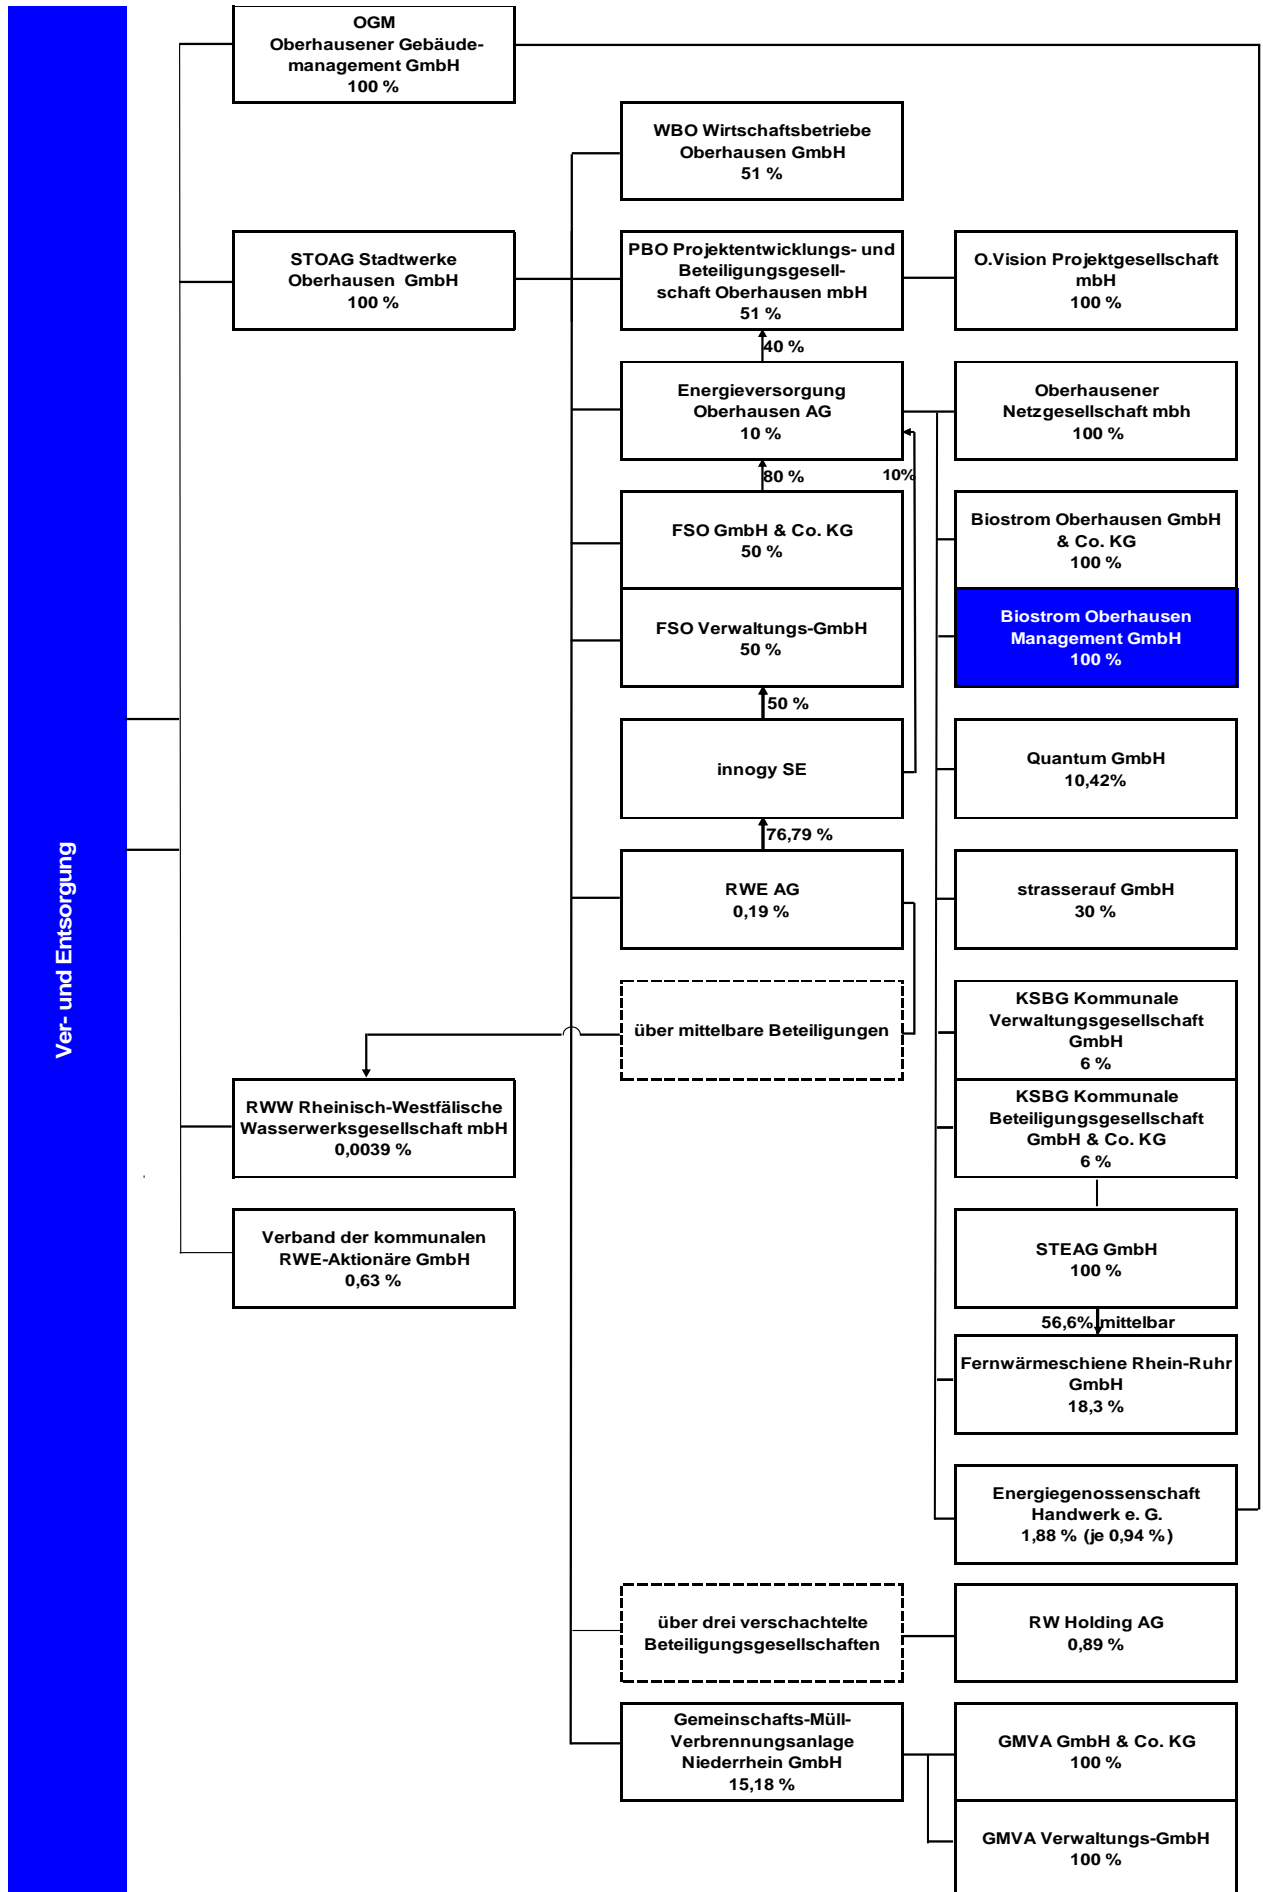 Ver- und Entsorgung
OGM
Oberhausener Gebäude-
management GmbH
100 %
STOAG Stadtwerke
Oberhausen GmbH
100 %
RWW Rheinisch-Westfälische
Wasserwerksgesellschaft mbH
0,0039 %
Verband der kommunalen
RWE-Aktionäre GmbH
0,63 %
WBO Wirtschaftsbetriebe
Oberhausen GmbH
51 %
PBO Projektentwicklungs- und
Beteiligungsgesell-
schaft Oberhausen mbH
51 %
40 %
Energieversorgung
Oberhausen AG
10 %
80 %
10%
FSO GmbH & Co. KG
50 %
FSO Verwaltungs-GmbH
50 %
50 %
innogy SE
76,79 %
RWE AG
0,19 %
über mittelbare Beteiligungen
über drei verschachtelte
Beteiligungsgesellschaften
Gemeinschafts-Müll-
Verbrennungsanlage
Niederrhein GmbH
15,18 %
O.Vision Projektgesellschaft
mbH
100 %
Oberhausener
Netzgesellschaft mbh
100 %
Biostrom Oberhausen GmbH
& Co. KG
100 %
Biostrom Oberhausen
Management GmbH
100 %
Quantum GmbH
10,42%
strasserauf GmbH
30 %
KSBG Kommunale
Verwaltungsgesellschaft
GmbH
6 %
KSBG Kommunale
Beteiligungsgesellschaft
GmbH & Co. KG
6 %
STEAG GmbH
100 %
56,6% mittelbar
Fernwärmeschiene Rhein-Ruhr
GmbH
18,3 %
Energiegenossenschaft
Handwerk e. G.
1,88 % (je 0,94 %)
RW Holding AG
0,89 %
GMVA GmbH & Co. KG
100 %
GMVA Verwaltungs-GmbH
100 %